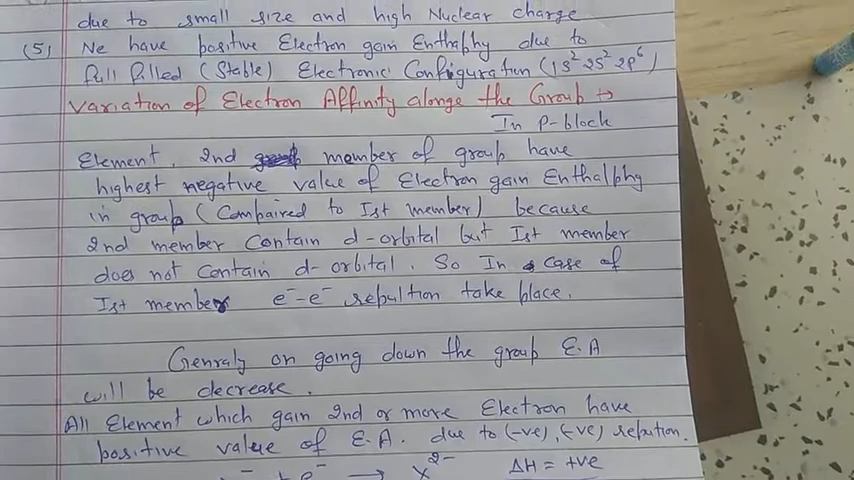 due to small size and high Nuclear charge
(5) Ne have positive Electron gain Enthalphy due to
full filled (Stable) Electronic Configuration (1S² 2S² 2P⁶)
Variation of Electron Affinity alonge the Group →
In P-block
Element, 2nd member of group have
highest negative value of Electron gain Enthalphy
in group (Compaired to Ist member) because
2nd member Contain d-orbital but Ist member
does not contain d-orbital. So In case of
Ist member e⁻-e⁻ repultion take place.
Genraly on going down the group E.A
will be decrease.
All Element which gain 2nd or more Electron have
positive value of E.A. due to (-ve), (-ve) repution.
+ e⁻ → X²⁻ ΔH = +ve